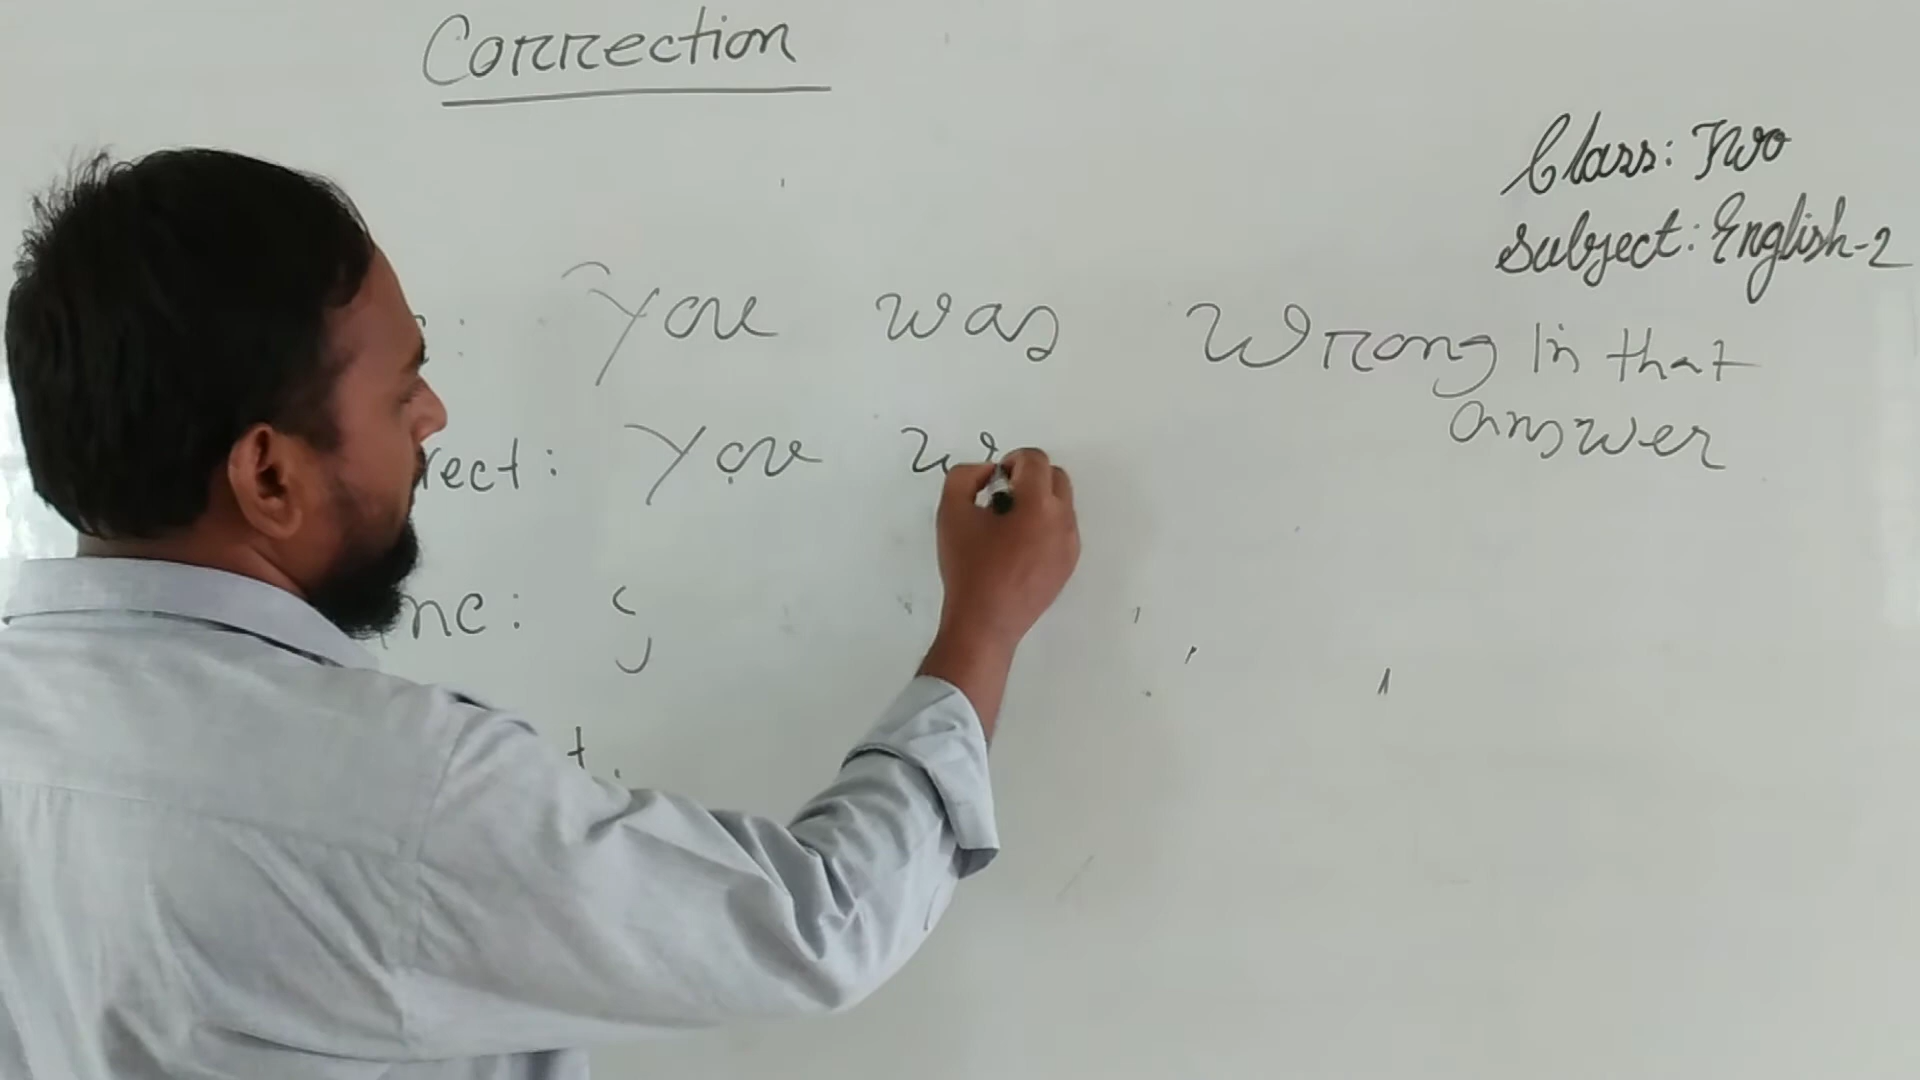 Correction
Class: Two
Subject: English-2
You was Wrong in that
answer
rect: You w
nc:
t.